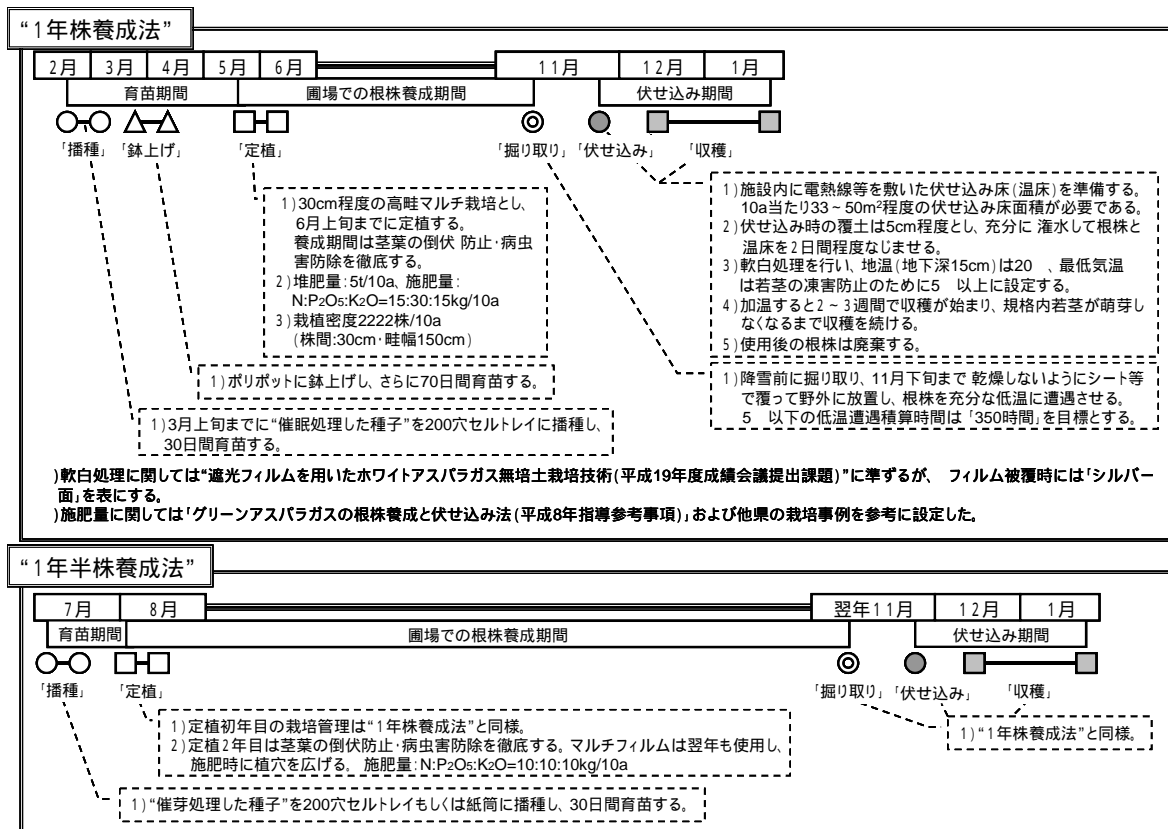 “1年株養成法”
2月 3月 4月 5月 6月 11月 12月 1月
育苗期間 圃場での根株養成期間 伏せ込み期間
「播種」 「鉢上げ」 「定植」 「掘り取り」 「伏せ込み」 「収穫」
1)30cm程度の高畦マルチ栽培とし、
6月上旬までに定植する。
養成期間は茎葉の倒伏 防止・病虫
害防除を徹底する。
2)堆肥量:5t/10a、施肥量:
N:P2O5:K2O=15:30:15kg/10a
3)栽植密度2222株/10a
(株間:30cm・畦幅150cm)
1)ポリポットに鉢上げし、さらに70日間育苗する。
1)3月上旬までに“催眠処理した種子”を200穴セルトレイに播種し、
30日間育苗する。
1)施設内に電熱線等を敷いた伏せ込み床(温床)を準備する。
10a当たり33~50m²程度の伏せ込み床面積が必要である。
2)伏せ込み時の覆土は5cm程度とし、充分に 灌水して根株と
温床を2日間程度なじませる。
3)軟白処理を行い、地温(地下深15cm)は20 、最低気温
は若茎の凍害防止のために5 以上に設定する。
4)加温すると2~3週間で収穫が始まり、規格内若茎が萌芽し
なくなるまで収穫を続ける。
5)使用後の根株は廃棄する。
1)降雪前に掘り取り、11月下旬まで 乾燥しないようにシート等
で覆って野外に放置し、根株を充分な低温に遭遇させる。
5 以下の低温遭遇積算時間は「350時間」を目標とする。
)軟白処理に関しては“遮光フィルムを用いたホワイトアスパラガス無培土栽培技術(平成19年度成績会議提出課題)”に準ずるが、 フィルム被覆時には「シルバー
面」を表にする。
)施肥量に関しては「グリーンアスパラガスの根株養成と伏せ込み法(平成8年指導参考事項)」および他県の栽培事例を参考に設定した。
“1年半株養成法”
7月 8月 翌年11月 12月 1月
育苗期間 圃場での根株養成期間 伏せ込み期間
「播種」 「定植」 「掘り取り」 「伏せ込み」 「収穫」
1)定植初年目の栽培管理は“1年株養成法”と同様。
2)定植2年目は茎葉の倒伏防止・病虫害防除を徹底する。マルチフィルムは翌年も使用し、
施肥時に植穴を広げる。 施肥量:N:P2O5:K2O=10:10:10kg/10a
1)“1年株養成法”と同様。
1)“催芽処理した種子”を200穴セルトレイもしくは紙筒に播種し、30日間育苗する。